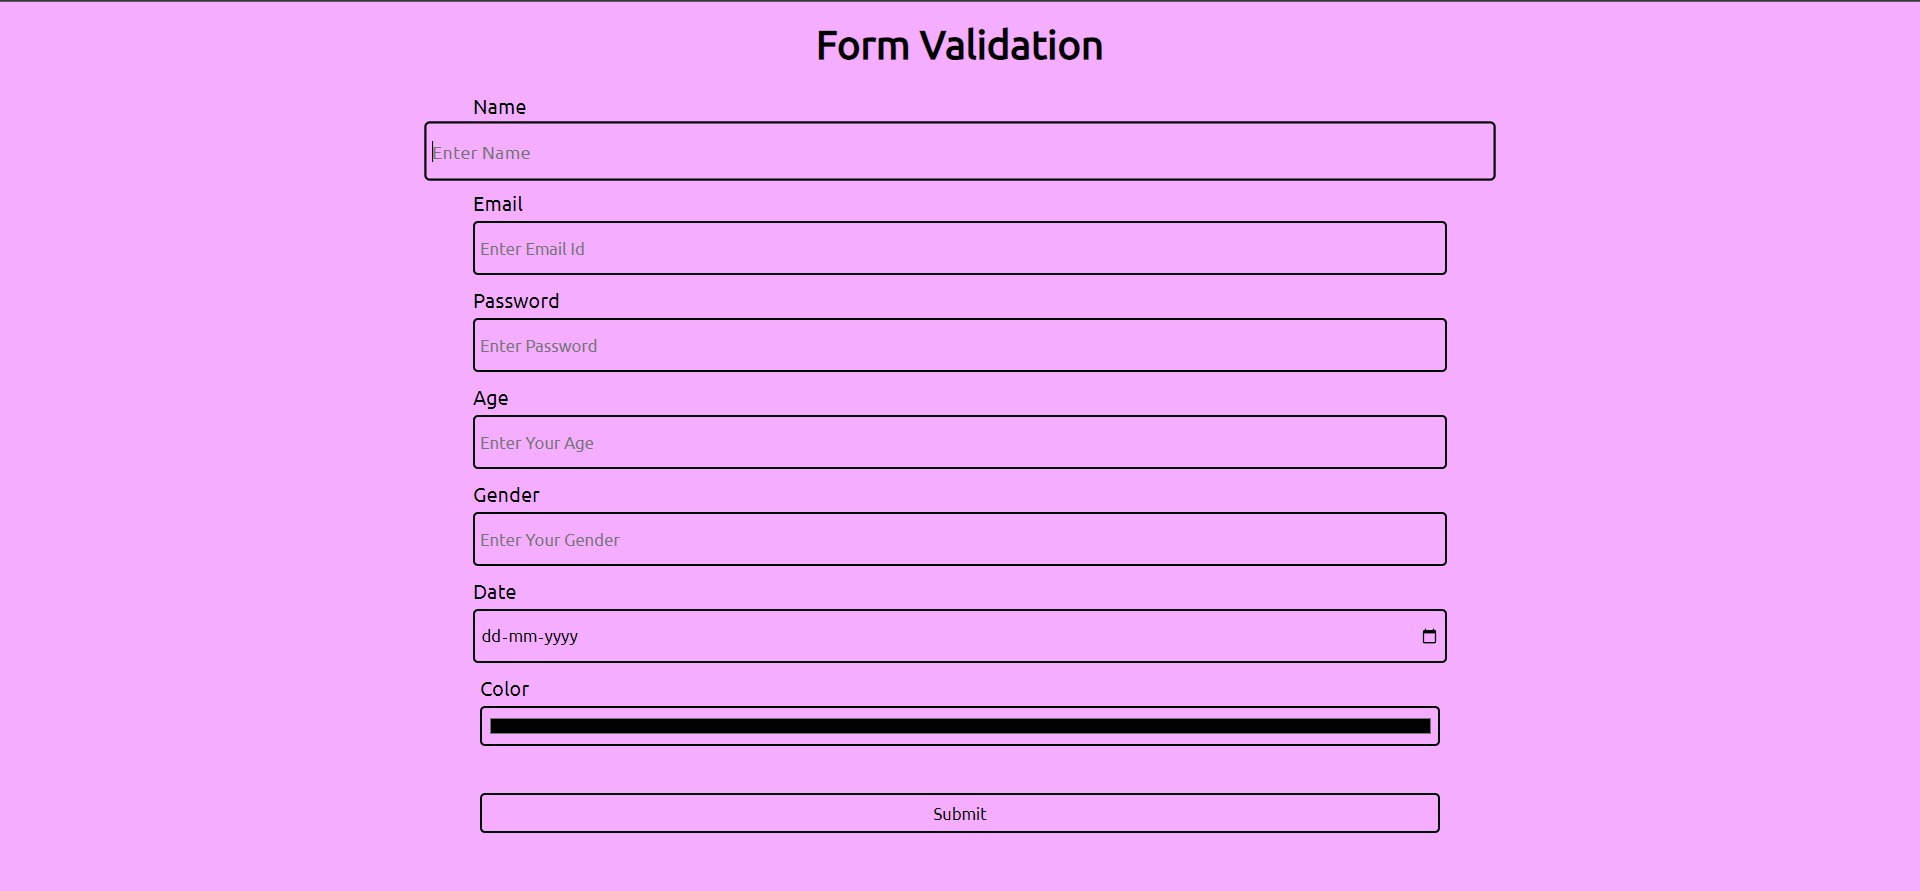 Form Validation
Name
Enter Name
Email
Enter Email Id
Password
Enter Password
Age
Enter Your Age
Gender
Enter Your Gender
Date
dd-mm-yyyy
Color
Submit